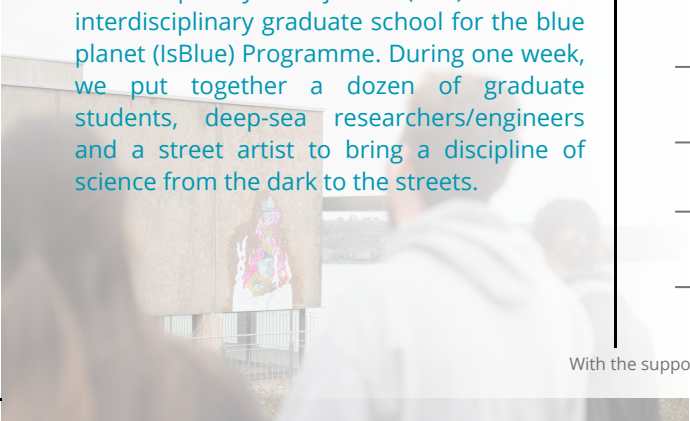 interdisciplinary graduate school for the blue
planet (IsBlue) Programme. During one week,
we put together a dozen of graduate
students, deep-sea researchers/engineers
and a street artist to bring a discipline of
science from the dark to the streets.
With the suppo